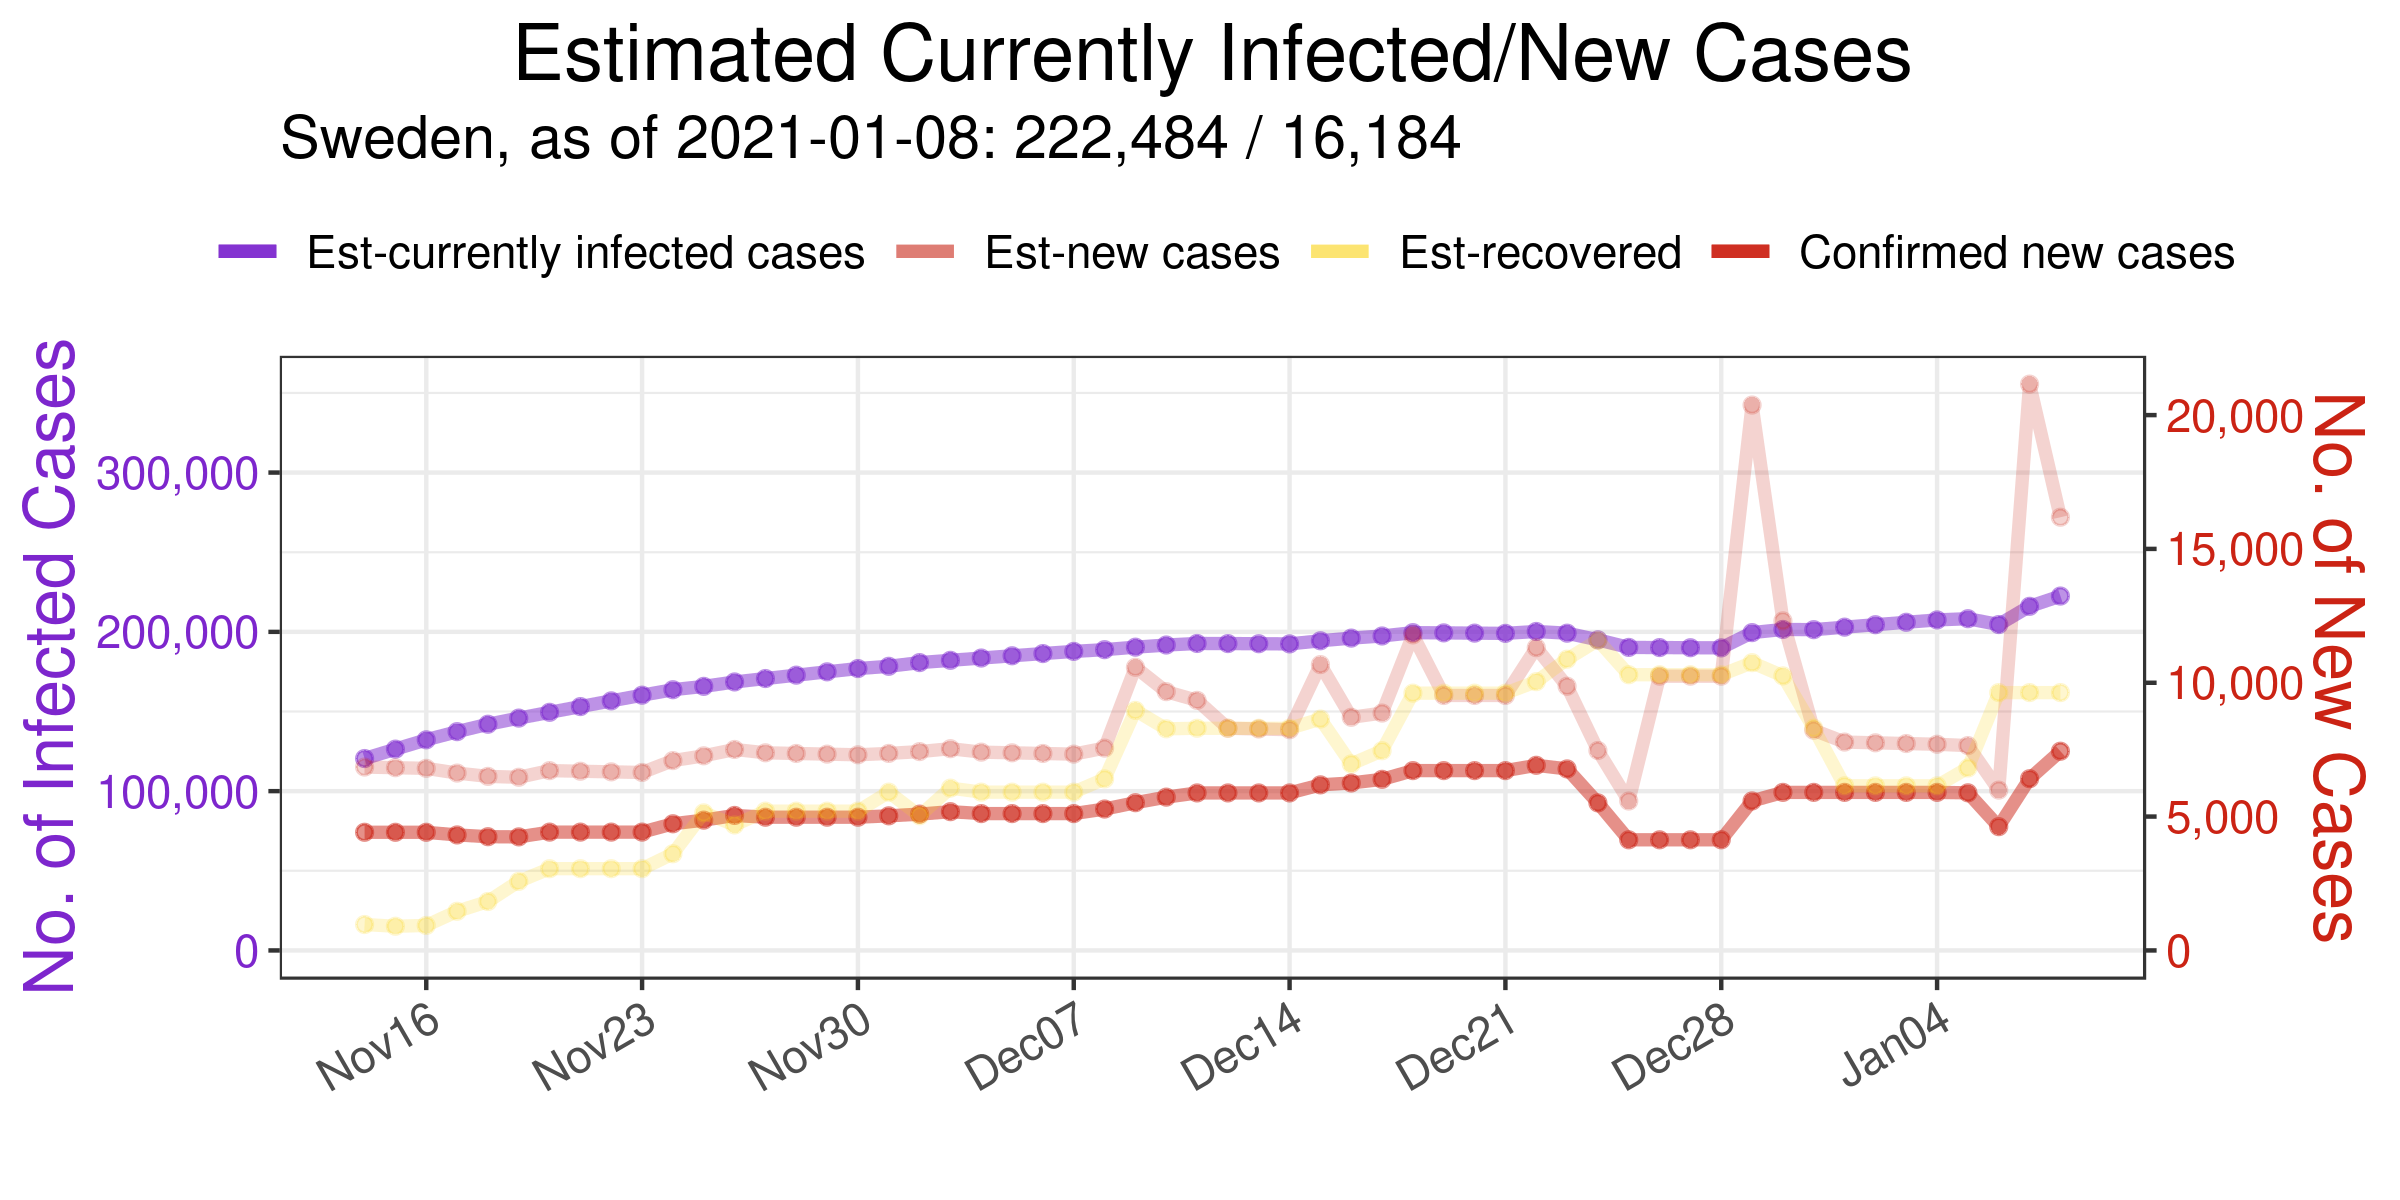 Estimated Currently Infected/New Cases
Sweden, as of 2021-01-08: 222,484 / 16,184
Est-currently infected cases Est-new cases Est-recovered Confirmed new cases
No. of Infected Cases
300,000
200,000
100,000
0
20,000
15,000
10,000
5,000
0
No. of New Cases
Nov16 Nov23 Nov30 Dec07 Dec14 Dec21 Dec28 Jan04